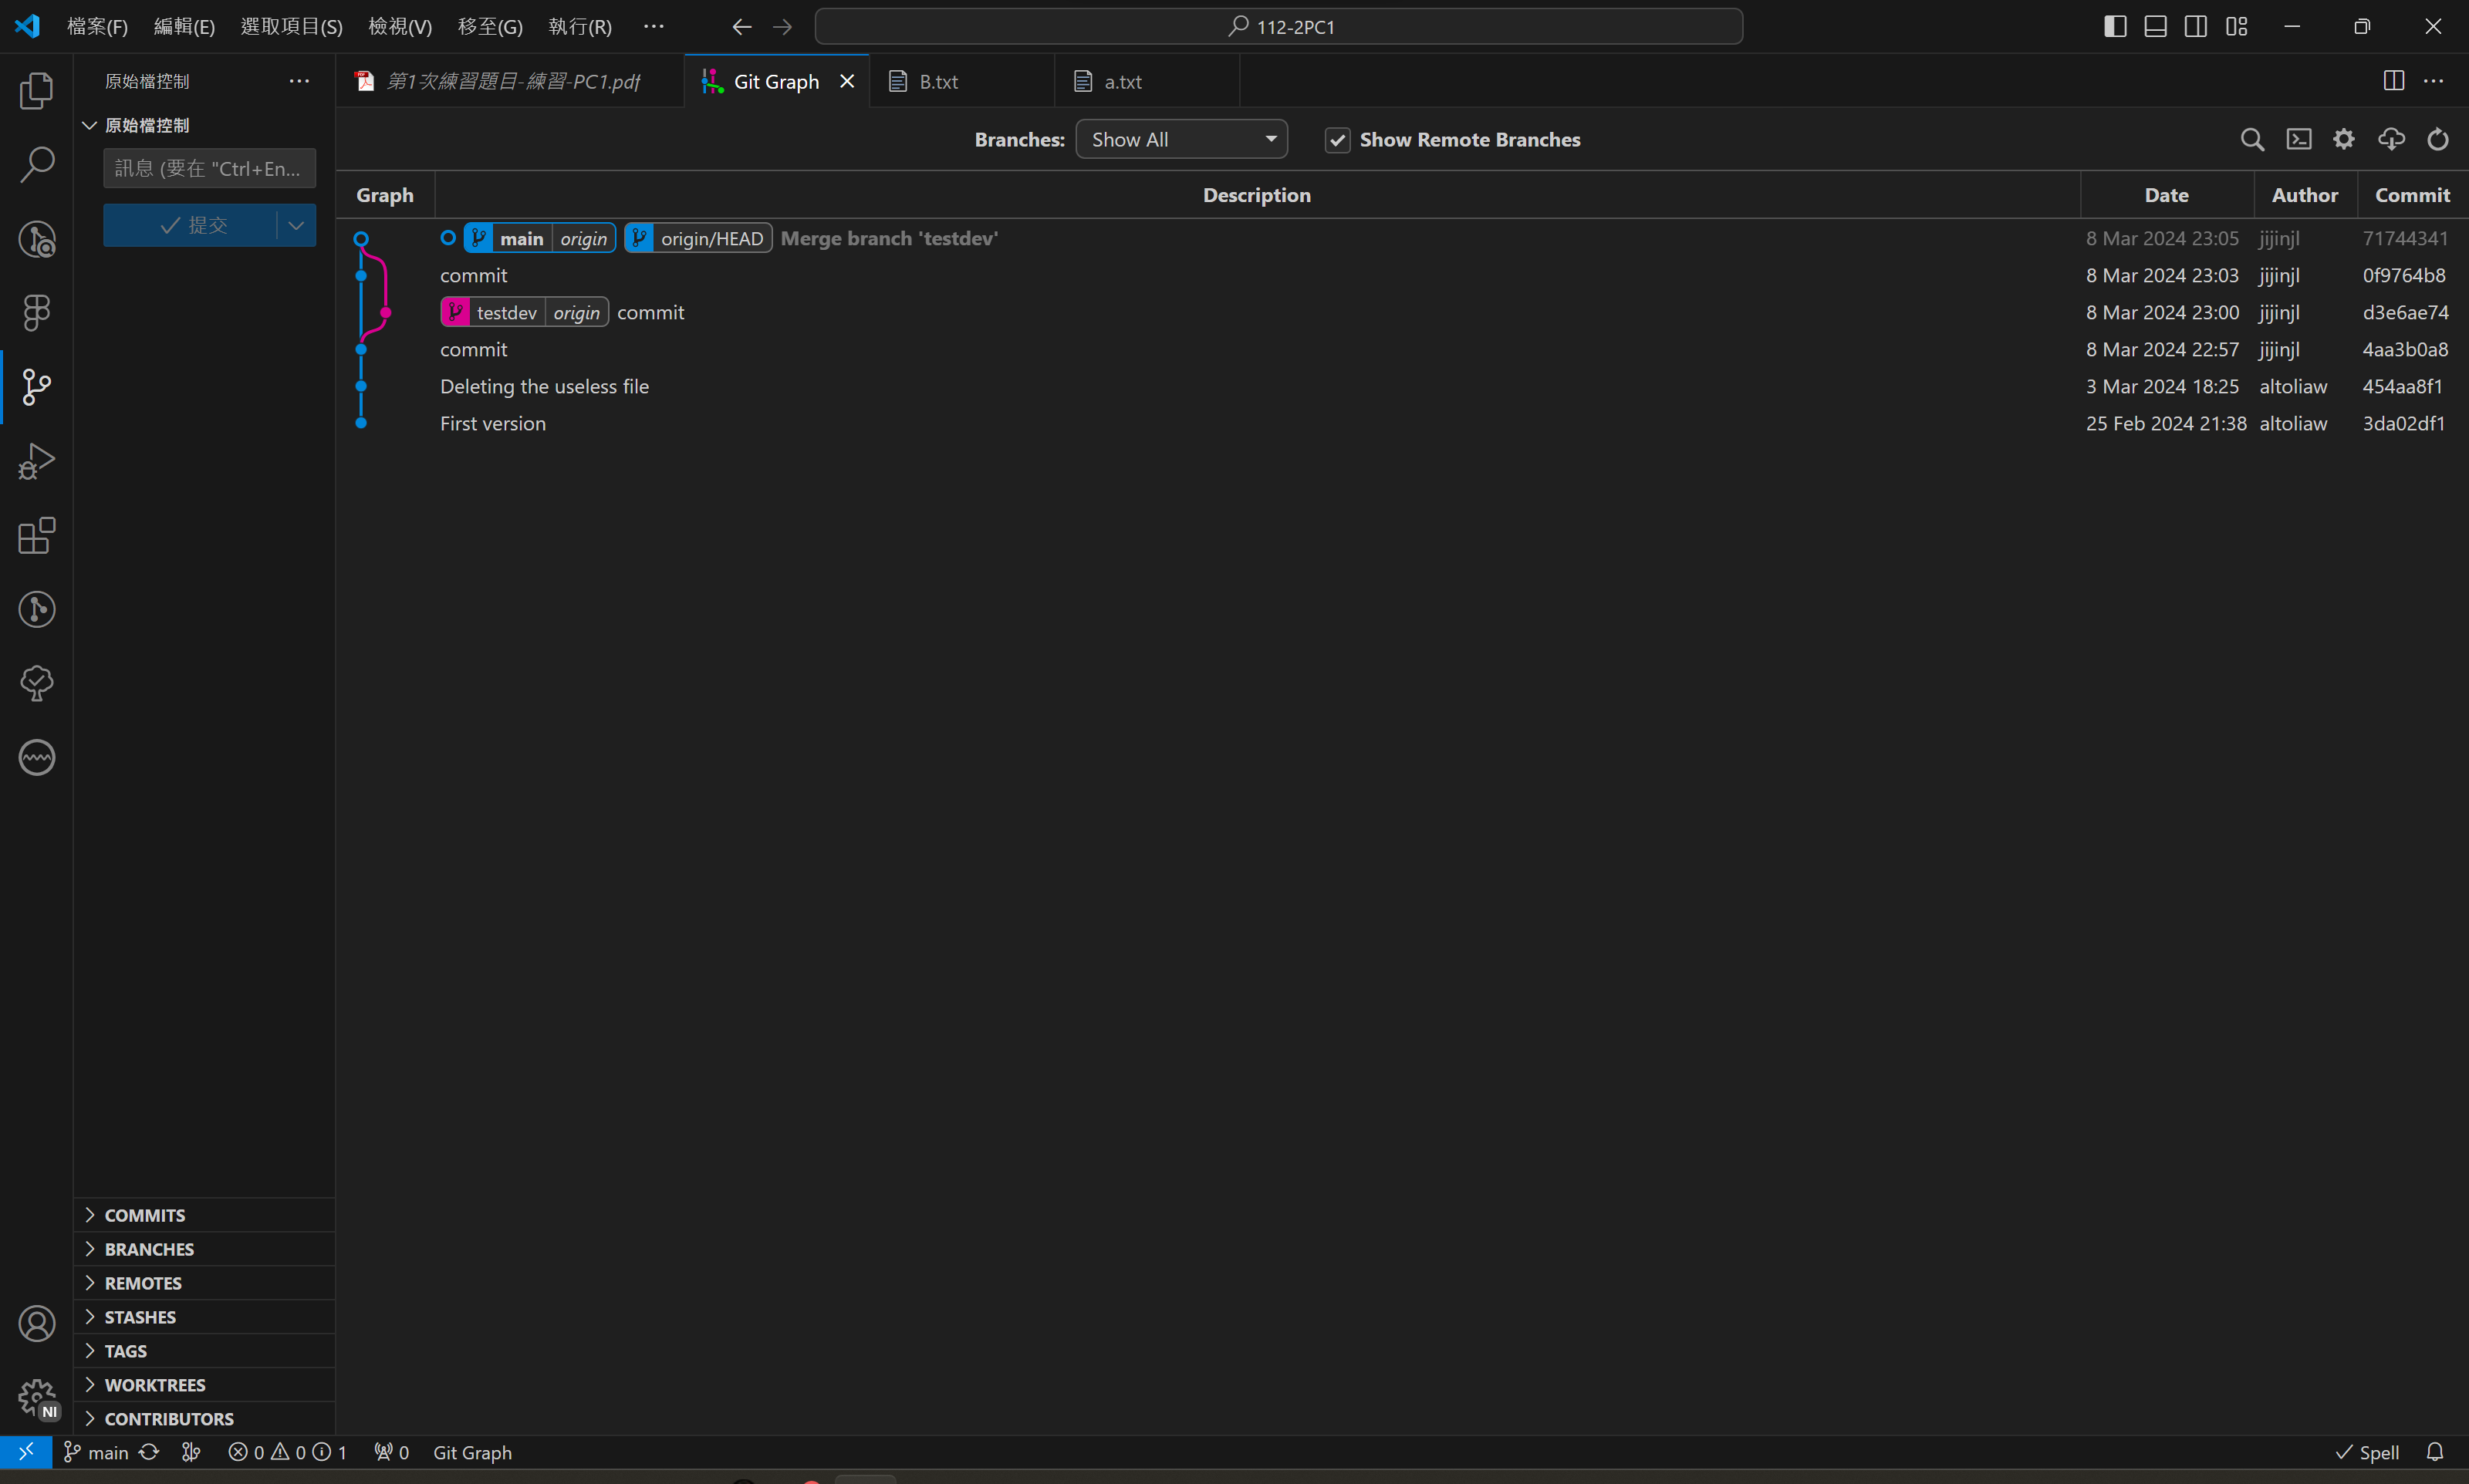 檔案(F) 編輯(E) 選取項目(S) 檢視(V) 移至(G) 執行(R) ··· 112-2PC1
原始檔控制 ···
第1次練習題目-練習-PC1.pdf Git Graph B.txt a.txt
原始檔控制
訊息 (要在 "Ctrl+En...
提交
Branches: Show All Show Remote Branches
Graph Description Date Author Commit
main origin origin/HEAD Merge branch 'testdev' 8 Mar 2024 23:05 jijinjl 71744341
commit 8 Mar 2024 23:03 jijinjl 0f9764b8
testdev origin commit 8 Mar 2024 23:00 jijinjl d3e6ae74
commit 8 Mar 2024 22:57 jijinjl 4aa3b0a8
Deleting the useless file 3 Mar 2024 18:25 altoliaw 454aa8f1
First version 25 Feb 2024 21:38 altoliaw 3da02df1
COMMITS
BRANCHES
REMOTES
STASHES
TAGS
WORKTREES
CONTRIBUTORS
NI
main 0 0 1 0 Git Graph Spell